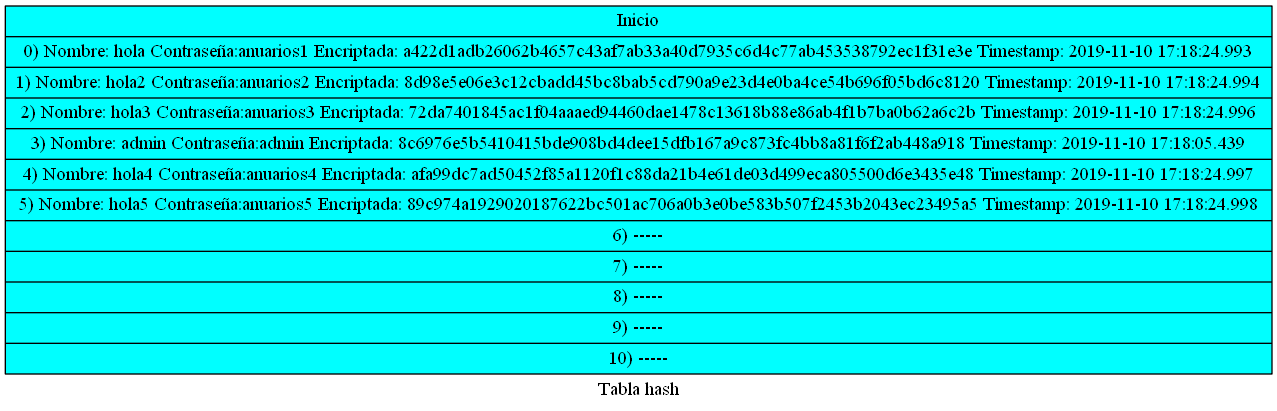 Inicio
0) Nombre: hola Contraseña:anuarios1 Encriptada: a422d1adb26062b4657c43af7ab33a40d7935c6d4c77ab453538792ec1f31e3e Timestamp: 2019-11-10 17:18:24.993
1) Nombre: hola2 Contraseña:anuarios2 Encriptada: 8d98e5e06e3c12cbadd45bc8bab5cd790a9e23d4e0ba4ce54b696f05bd6c8120 Timestamp: 2019-11-10 17:18:24.994
2) Nombre: hola3 Contraseña:anuarios3 Encriptada: 72da7401845ac1f04aaaed94460dae1478c13618b88e86ab4f1b7ba0b62a6c2b Timestamp: 2019-11-10 17:18:24.996
3) Nombre: admin Contraseña:admin Encriptada: 8c6976e5b5410415bde908bd4dee15dfb167a9c873fc4bb8a81f6f2ab448a918 Timestamp: 2019-11-10 17:18:05.439
4) Nombre: hola4 Contraseña:anuarios4 Encriptada: afa99dc7ad50452f85a1120f1c88da21b4e61de03d499eca805500d6e3435e48 Timestamp: 2019-11-10 17:18:24.997
5) Nombre: hola5 Contraseña:anuarios5 Encriptada: 89c974a1929020187622bc501ac706a0b3e0be583b507f2453b2043ec23495a5 Timestamp: 2019-11-10 17:18:24.998
6) -----
7) -----
8) -----
9) -----
10) -----
Tabla hash